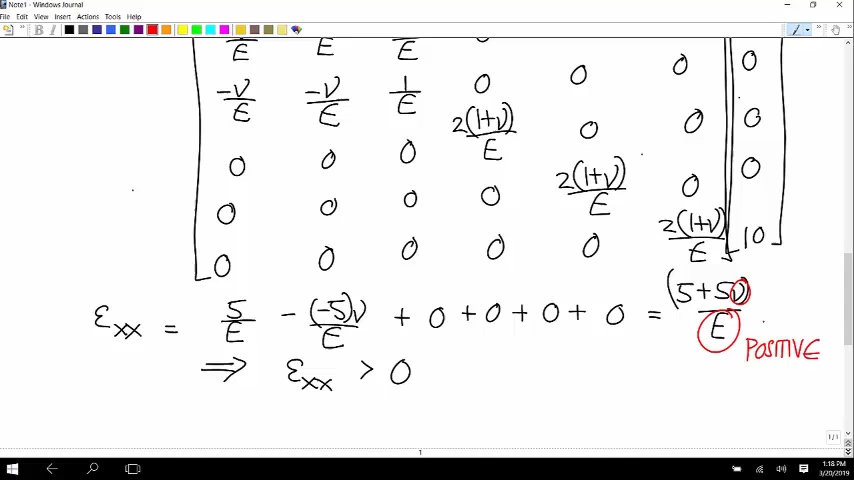 Note1 - Windows Journal
File Edit View Insert Actions Tools Help
B I
E E E 0
-ν/E -ν/E 1/E 0 0 0 0
2(1+ν)/E 0 0 0
0 0 0 2(1+ν)/E 0 0
0 0 0 0 2(1+ν)/E 10
0 0 0 0 0
εxx = 5/E - (-5)ν/E + 0 + 0 + 0 + 0 = (5+5ν)/E
POSITIVE
⇒ εxx > 0
1/1
1
1:18 PM
3/20/2019